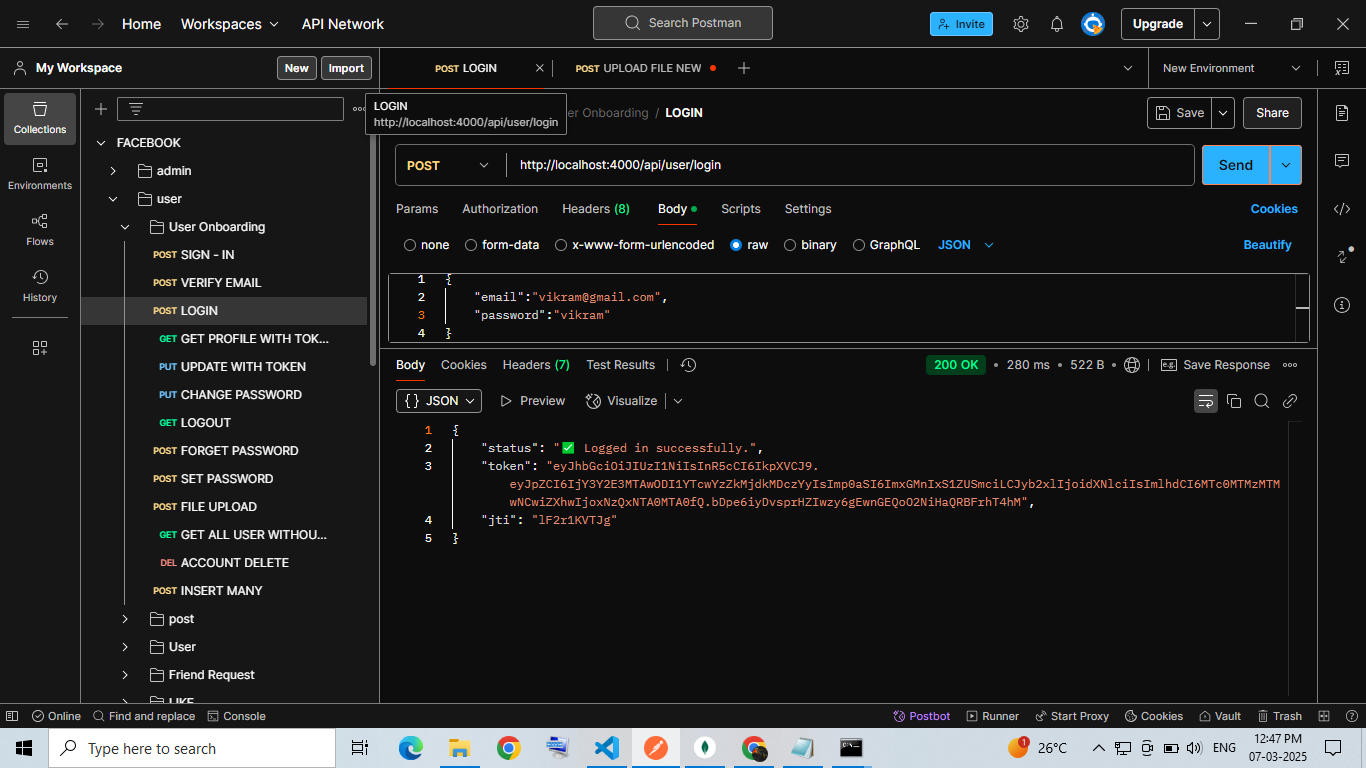 Home Workspaces API Network Search Postman Invite Upgrade
My Workspace New Import POST LOGIN POST UPLOAD FILE NEW New Environment
LOGIN
http://localhost:4000/api/user/login
er Onboarding / LOGIN Save Share
Collections
Environments
Flows
History
FACEBOOK
admin
user
User Onboarding
POST SIGN - IN
POST VERIFY EMAIL
POST LOGIN
GET GET PROFILE WITH TOK...
PUT UPDATE WITH TOKEN
PUT CHANGE PASSWORD
GET LOGOUT
POST FORGET PASSWORD
POST SET PASSWORD
POST FILE UPLOAD
GET GET ALL USER WITHOU...
DEL ACCOUNT DELETE
POST INSERT MANY
post
User
Friend Request
LIKE
POST http://localhost:4000/api/user/login Send
Params Authorization Headers (8) Body Scripts Settings Cookies
none form-data x-www-form-urlencoded raw binary GraphQL JSON Beautify
1 {
2 "email":"vikram@gmail.com",
3 "password":"vikram"
4 }
Body Cookies Headers (7) Test Results 200 OK • 280 ms • 522 B • e.g. Save Response
{} JSON Preview Visualize
1 {
2 "status": "✅ Logged in successfully.",
3 "token": "eyJhbGciOiJIUzI1NiIsInR5cCI6IkpXVCJ9.
eyJpZCI6IjY3Y2E3MTAwODI1YTcwYzZkMjdkMDczYyIsImp0aSI6ImxGMnIxS1ZUSmciLCJyb2xlIjoidXNlciIsImlhdCI6MTc0MTMzMTM
wNCwiZXhwIjoxNzQxNTA0MTA0fQ.bDpe6iyDvsprHZIwzy6gEwnGEQoO2NiHaQRBFrhT4hM",
4 "jti": "lF2r1KVTJg"
5 }
Online Find and replace Console Postbot Runner Start Proxy Cookies Vault Trash
Type here to search 1 26°C ENG 12:47 PM
07-03-2025